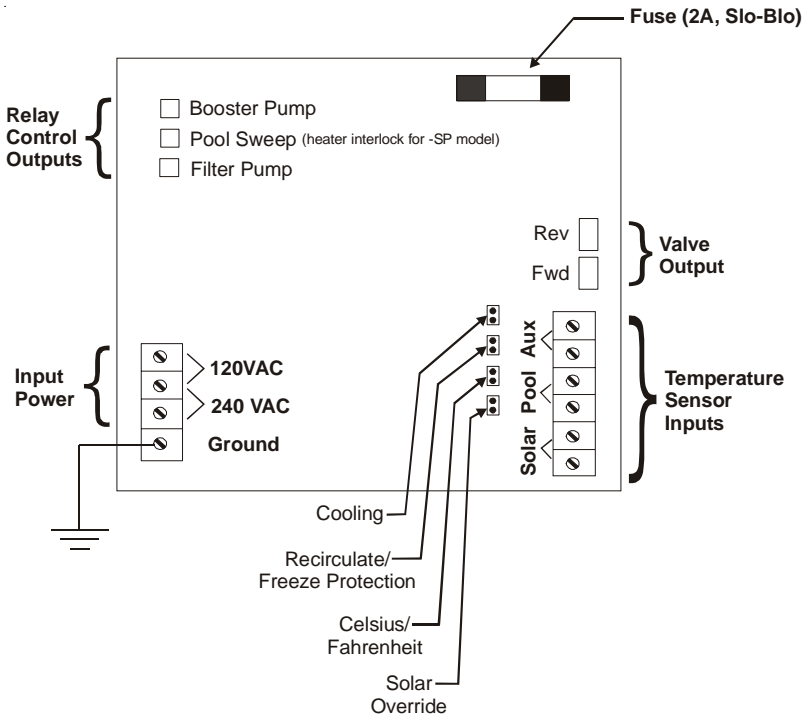 Fuse (2A, Slo-Blo)
Relay
Control
Outputs
Booster Pump
Pool Sweep (heater interlock for -SP model)
Filter Pump
Rev
Fwd
Valve
Output
Input
Power
120VAC
240 VAC
Ground
Aux
Pool
Solar
Temperature
Sensor
Inputs
Cooling
Recirculate/
Freeze Protection
Celsius/
Fahrenheit
Solar
Override